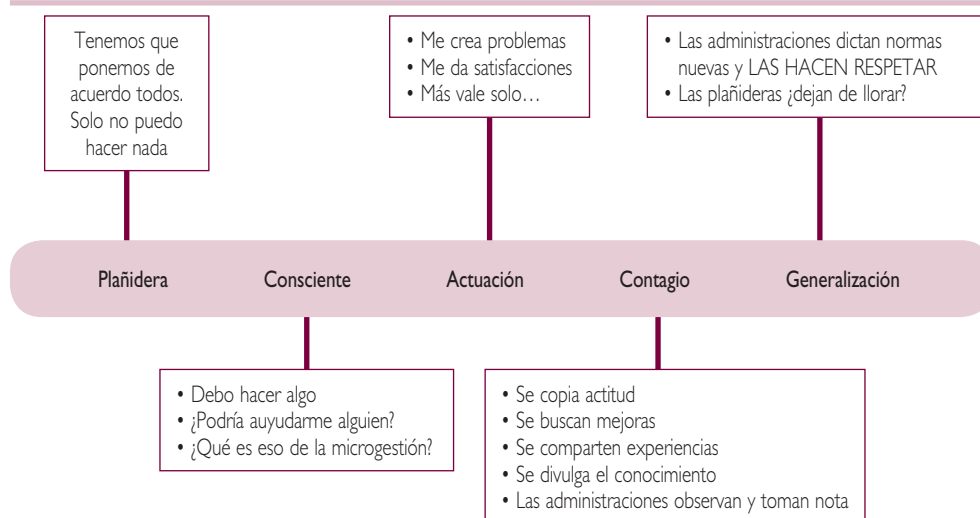 Tenemos que
ponernos de
acuerdo todos.
Solo no puedo
hacer nada
• Me crea problemas
• Me da satisfacciones
• Más vale solo…
• Las administraciones dictan normas
nuevas y LAS HACEN RESPETAR
• Las plañideras ¿dejan de llorar?
Plañidera
Consciente
Actuación
Contagio
Generalización
• Debo hacer algo
• ¿Podría auyudarme alguien?
• ¿Qué es eso de la microgestión?
• Se copia actitud
• Se buscan mejoras
• Se comparten experiencias
• Se divulga el conocimiento
• Las administraciones observan y toman nota